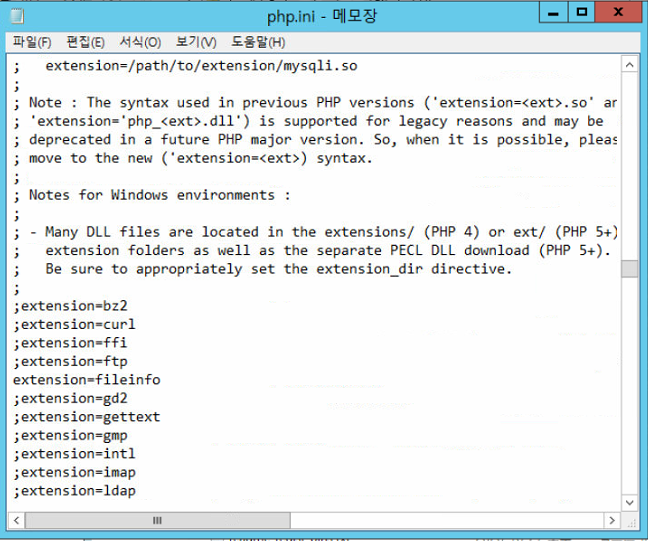 php.ini - 메모장
파일(F) 편집(E) 서식(O) 보기(V) 도움말(H)
;   extension=/path/to/extension/mysqli.so
;
; Note : The syntax used in previous PHP versions ('extension=<ext>.so' an
; 'extension='php_<ext>.dll') is supported for legacy reasons and may be
; deprecated in a future PHP major version. So, when it is possible, pleas
; move to the new ('extension=<ext>) syntax.
;
; Notes for Windows environments :
;
; - Many DLL files are located in the extensions/ (PHP 4) or ext/ (PHP 5+)
;   extension folders as well as the separate PECL DLL download (PHP 5+).
;   Be sure to appropriately set the extension_dir directive.
;
;extension=bz2
;extension=curl
;extension=ffi
;extension=ftp
extension=fileinfo
;extension=gd2
;extension=gettext
;extension=gmp
;extension=intl
;extension=imap
;extension=ldap